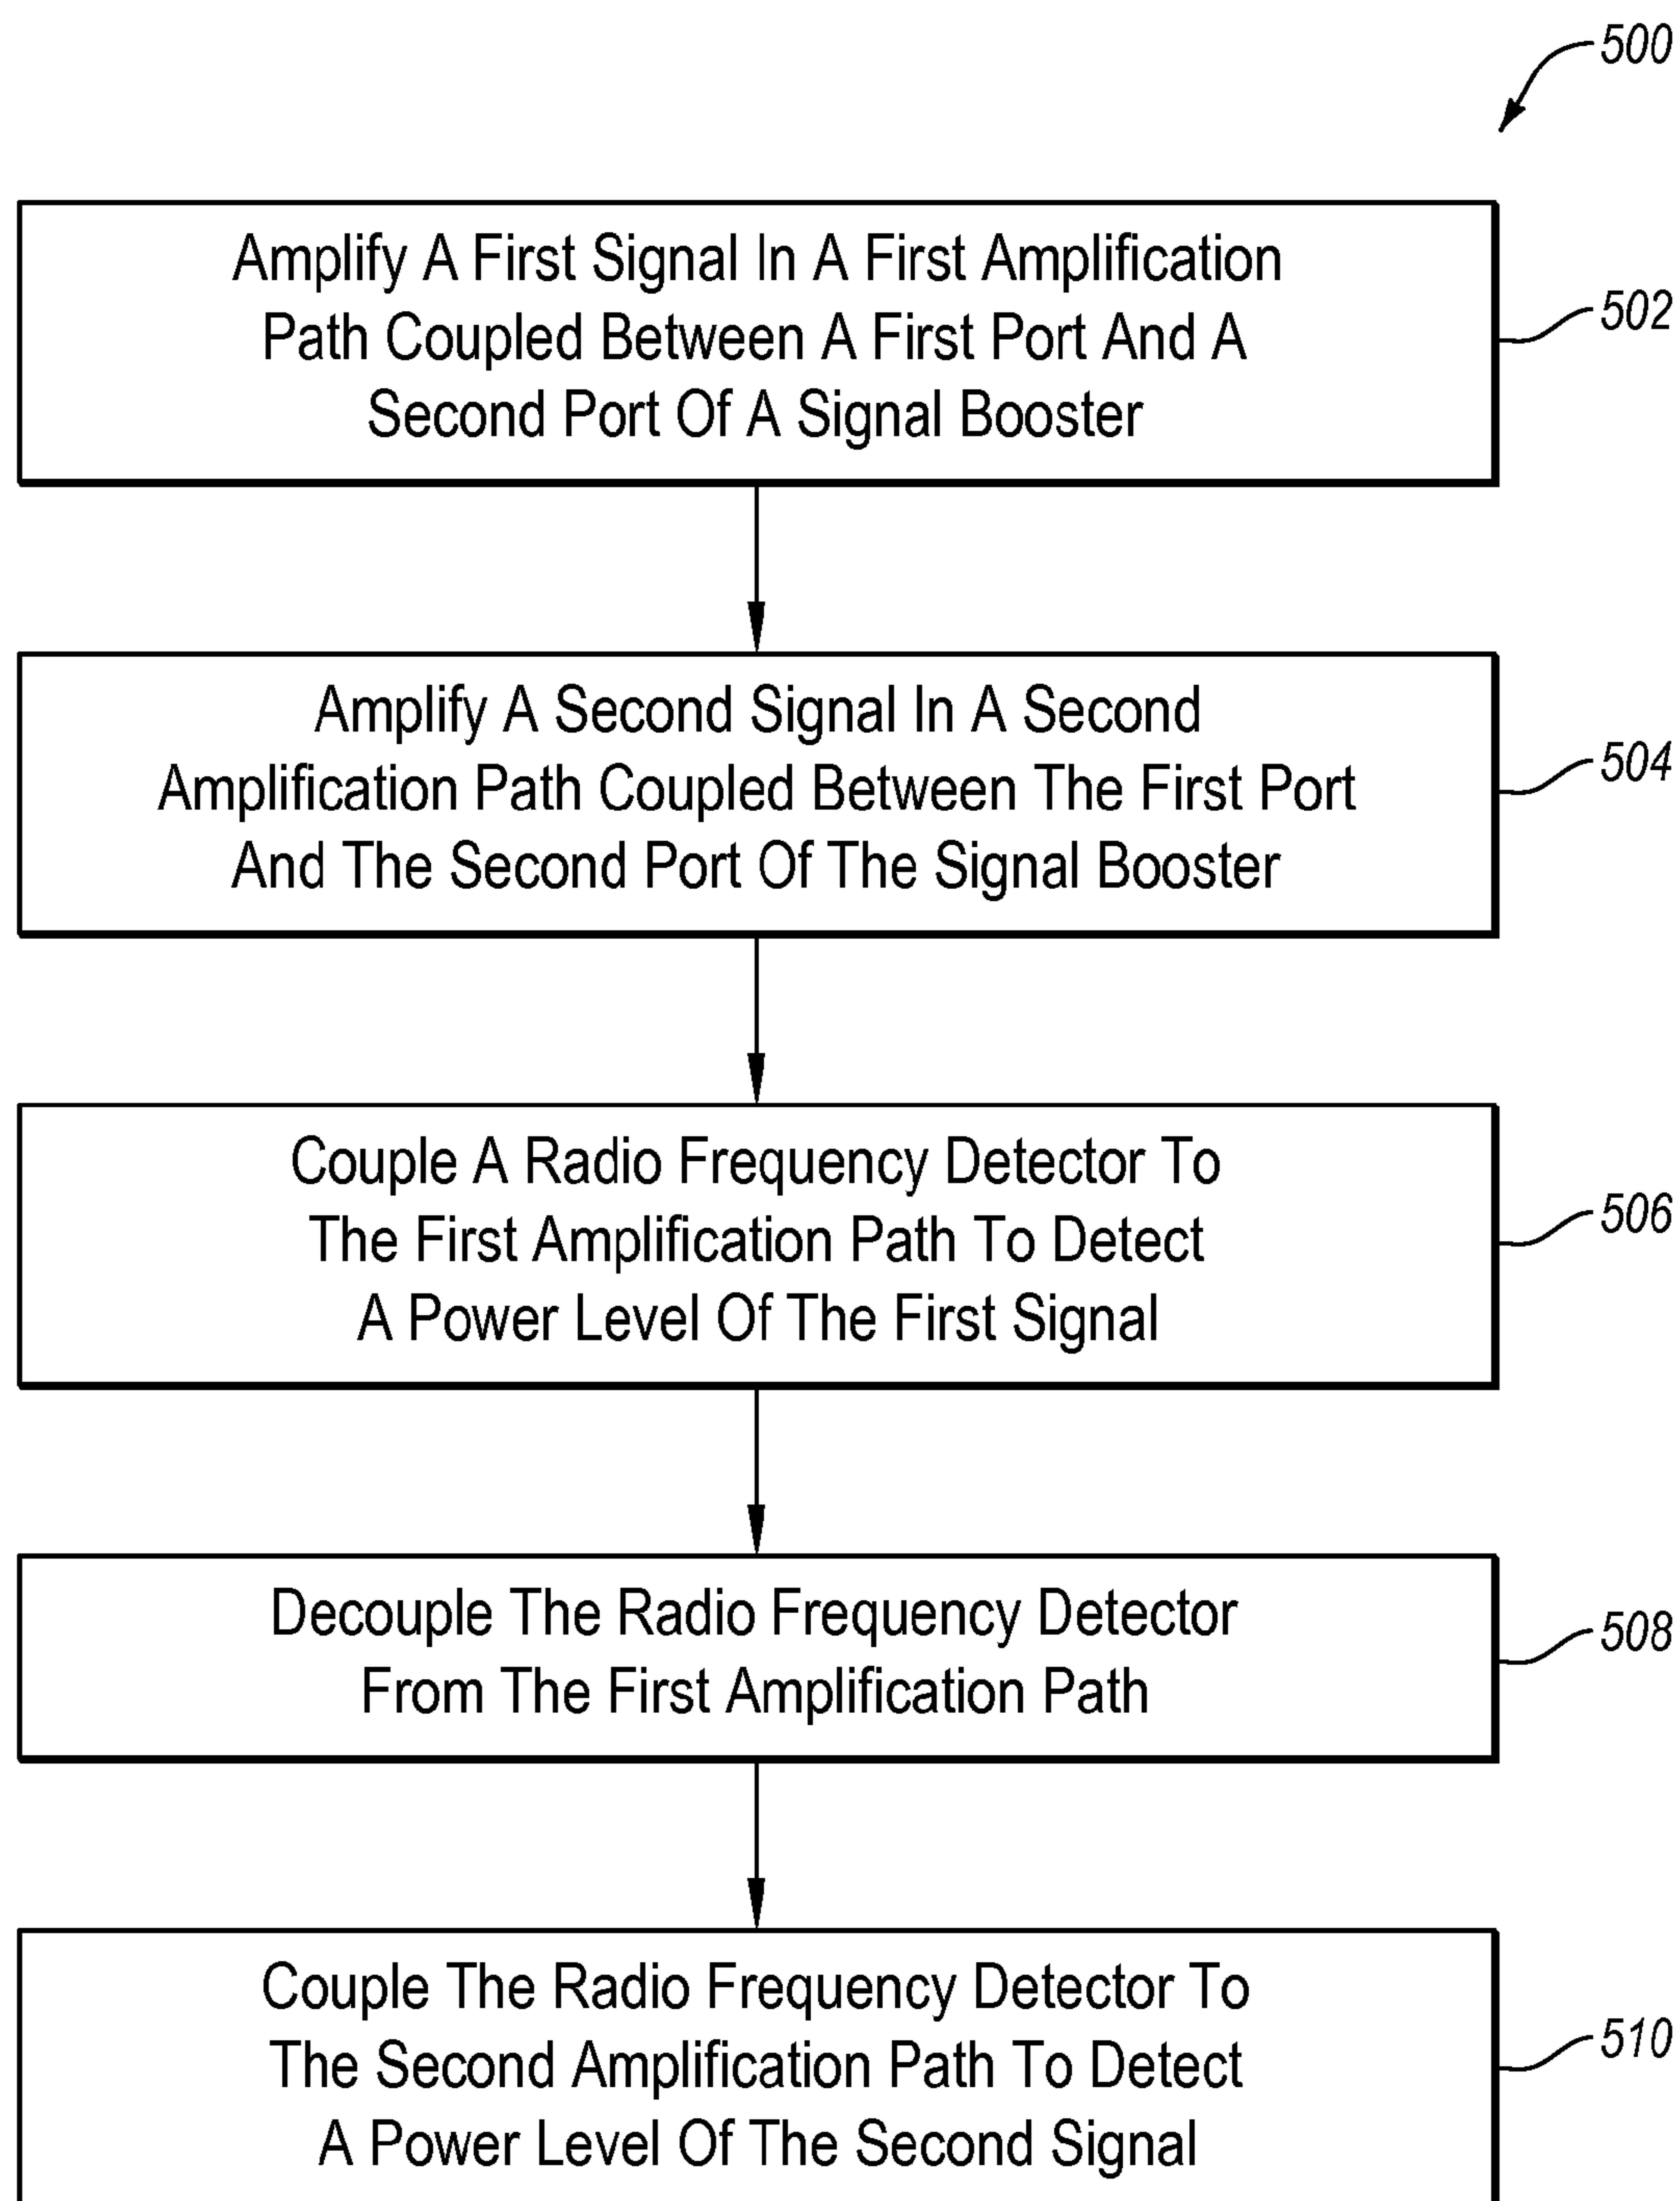 500
Amplify A First Signal In A First Amplification
Path Coupled Between A First Port And A
Second Port Of A Signal Booster
502
Amplify A Second Signal In A Second
Amplification Path Coupled Between The First Port
And The Second Port Of The Signal Booster
504
Couple A Radio Frequency Detector To
The First Amplification Path To Detect
A Power Level Of The First Signal
506
Decouple The Radio Frequency Detector
From The First Amplification Path
508
Couple The Radio Frequency Detector To
The Second Amplification Path To Detect
A Power Level Of The Second Signal
510